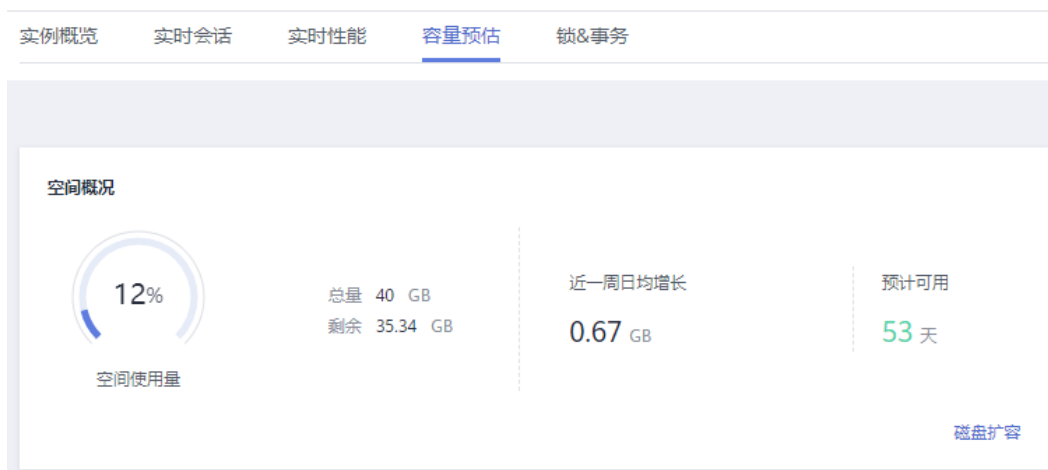 实例概览 实时会话 实时性能 容量预估 锁&事务
空间概况
12%
空间使用量
总量 40 GB
剩余 35.34 GB
近一周日均增长
0.67 GB
预计可用
53 天
磁盘扩容